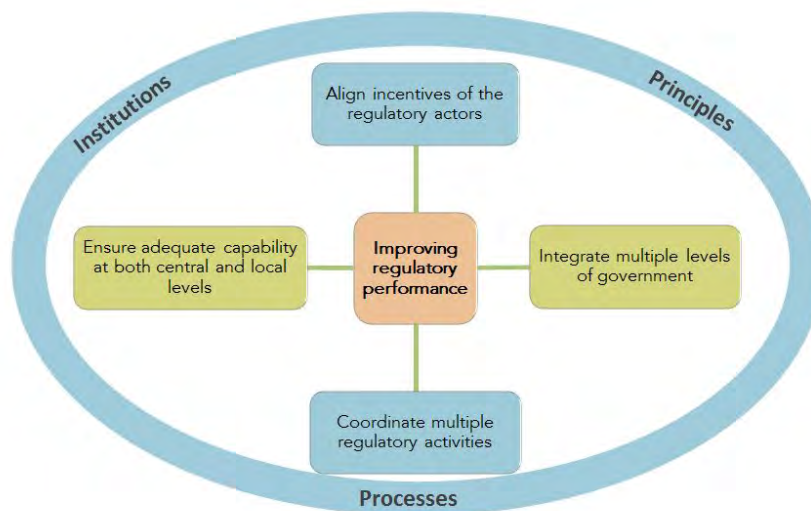 Institutions
Principles
Align incentives of the
regulatory actors
Ensure adequate capability
at both central and local
levels
Improving
regulatory
performance
Integrate multiple levels
of government
Coordinate multiple
regulatory activities
Processes